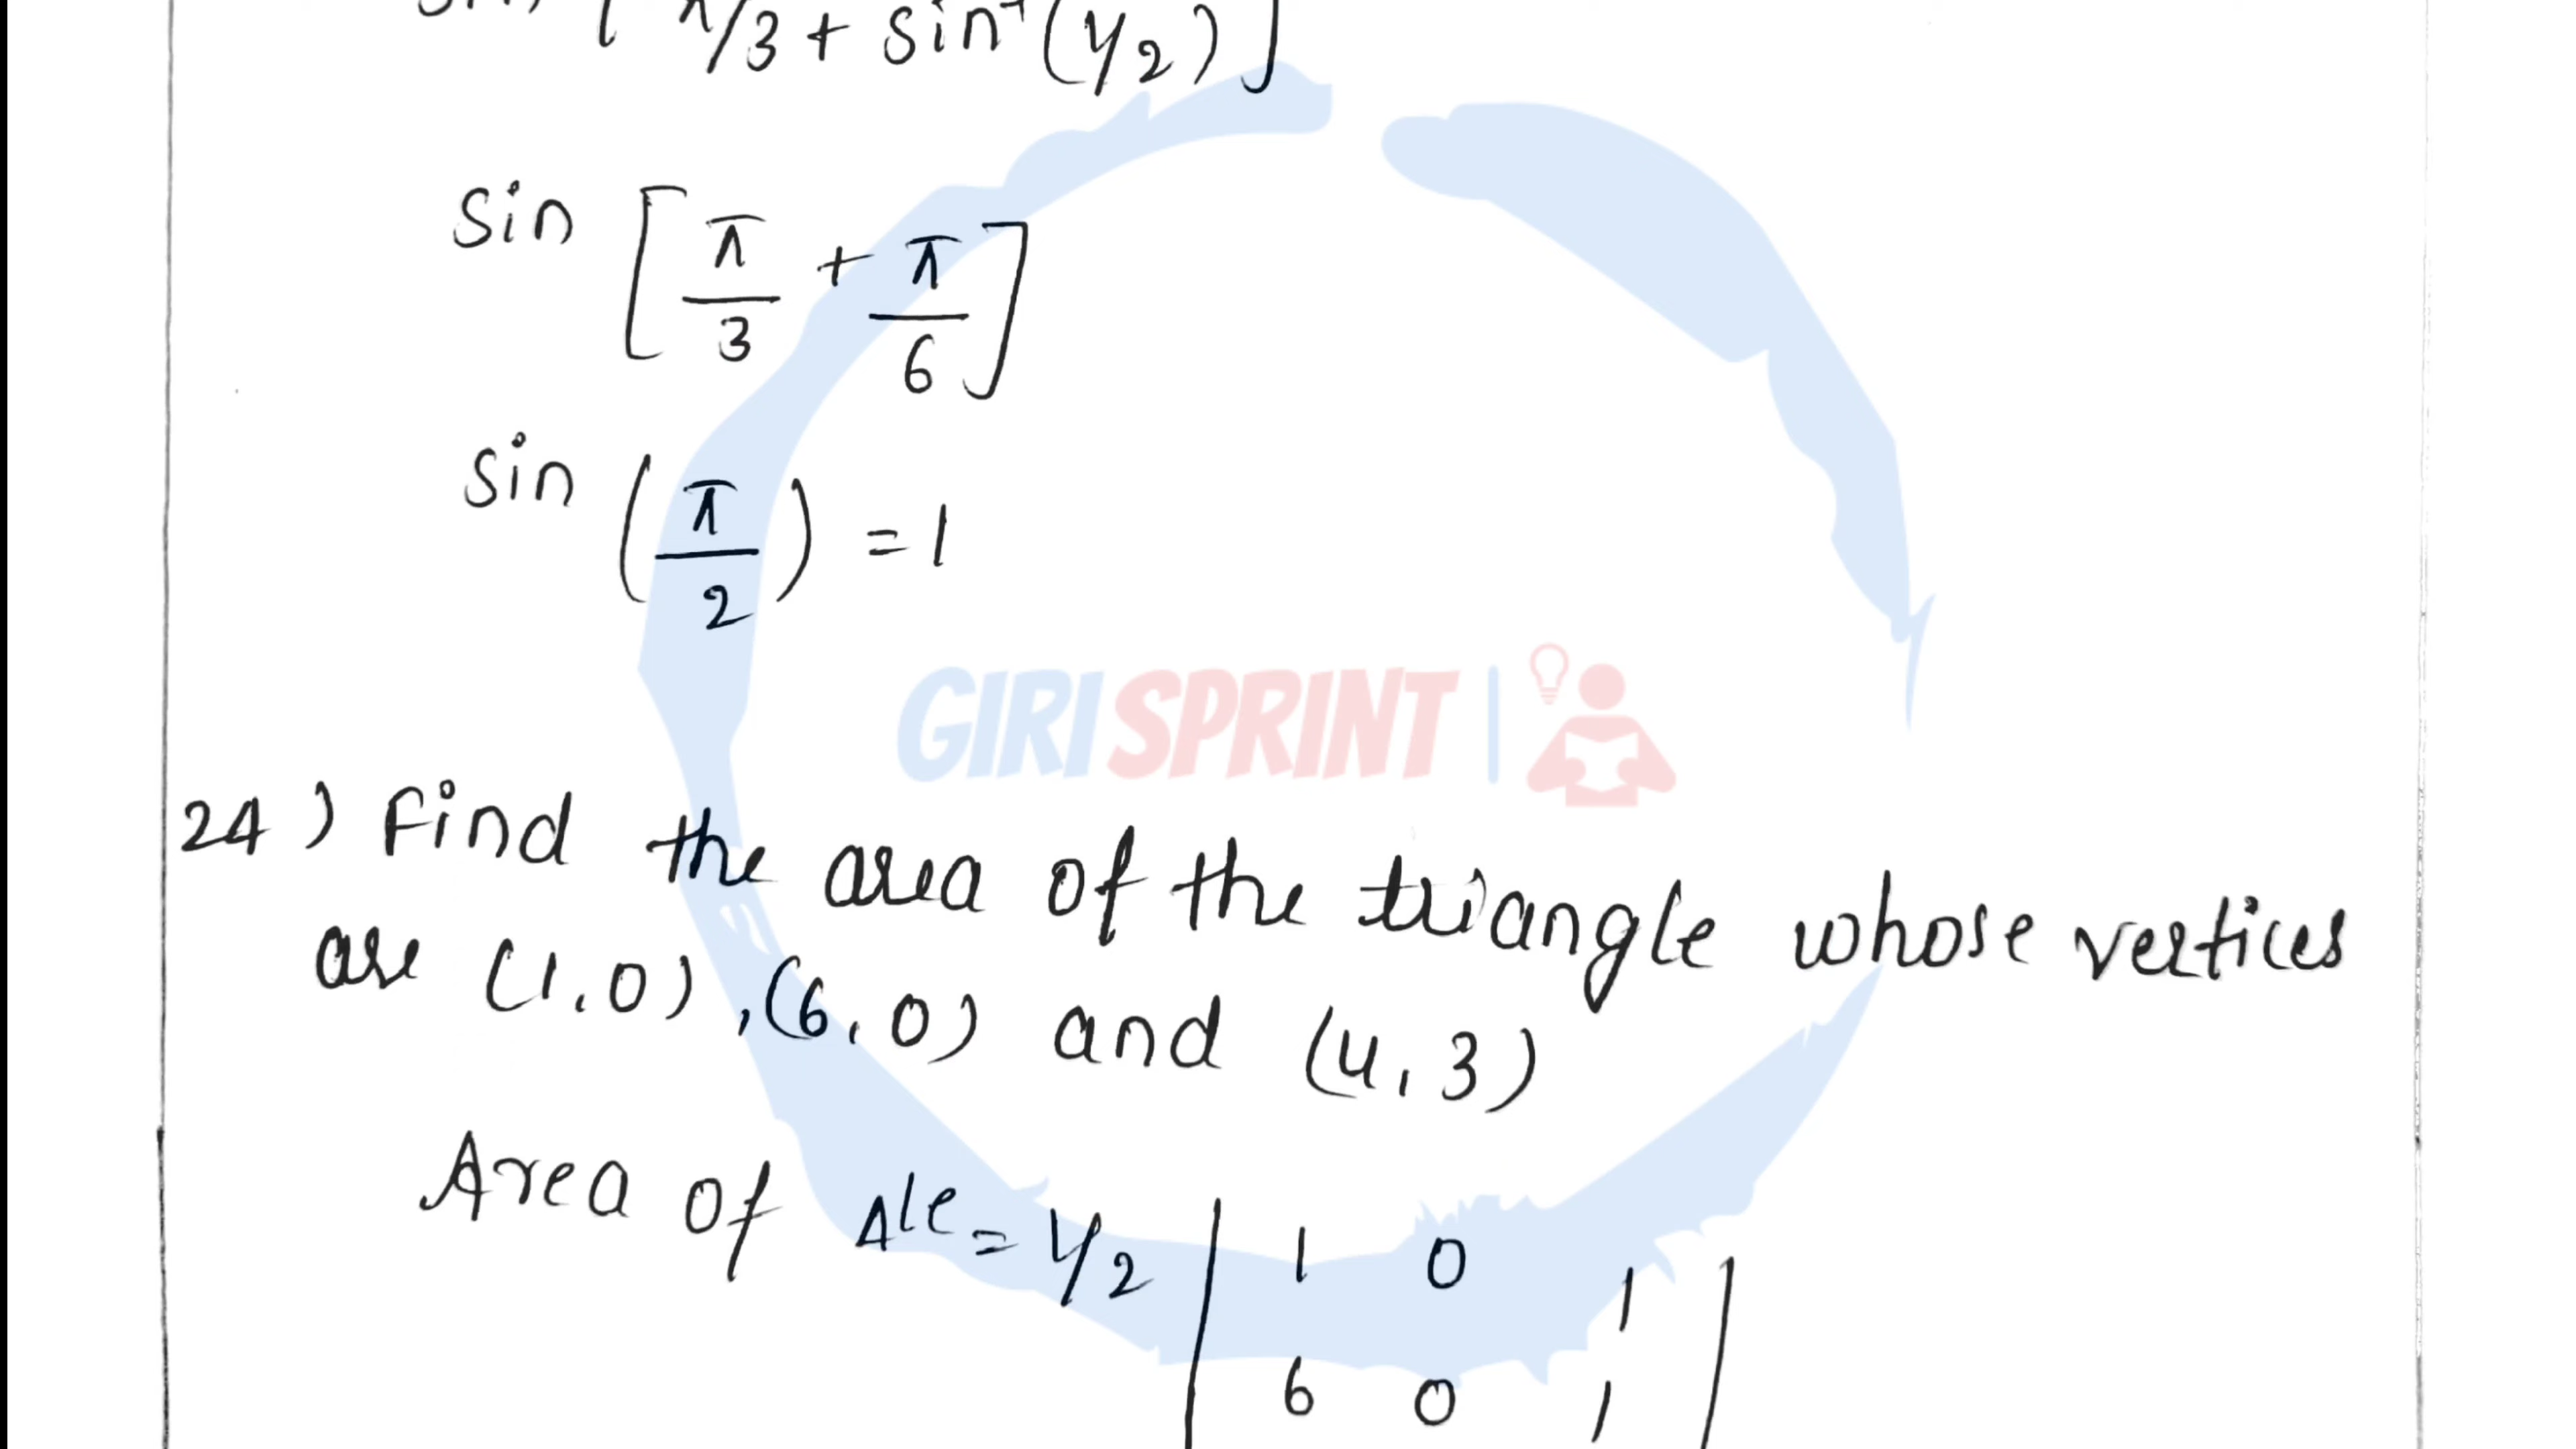 sin [ π/3 + sin⁻¹(1/2)]
sin [π/3 + π/6]
sin (π/2) = 1
GIRISPRINT
24) Find the area of the triangle whose vertices
are (1,0), (6,0) and (4,3)
Area of Δle = 1/2 | 1 0 1 |
6 0 1